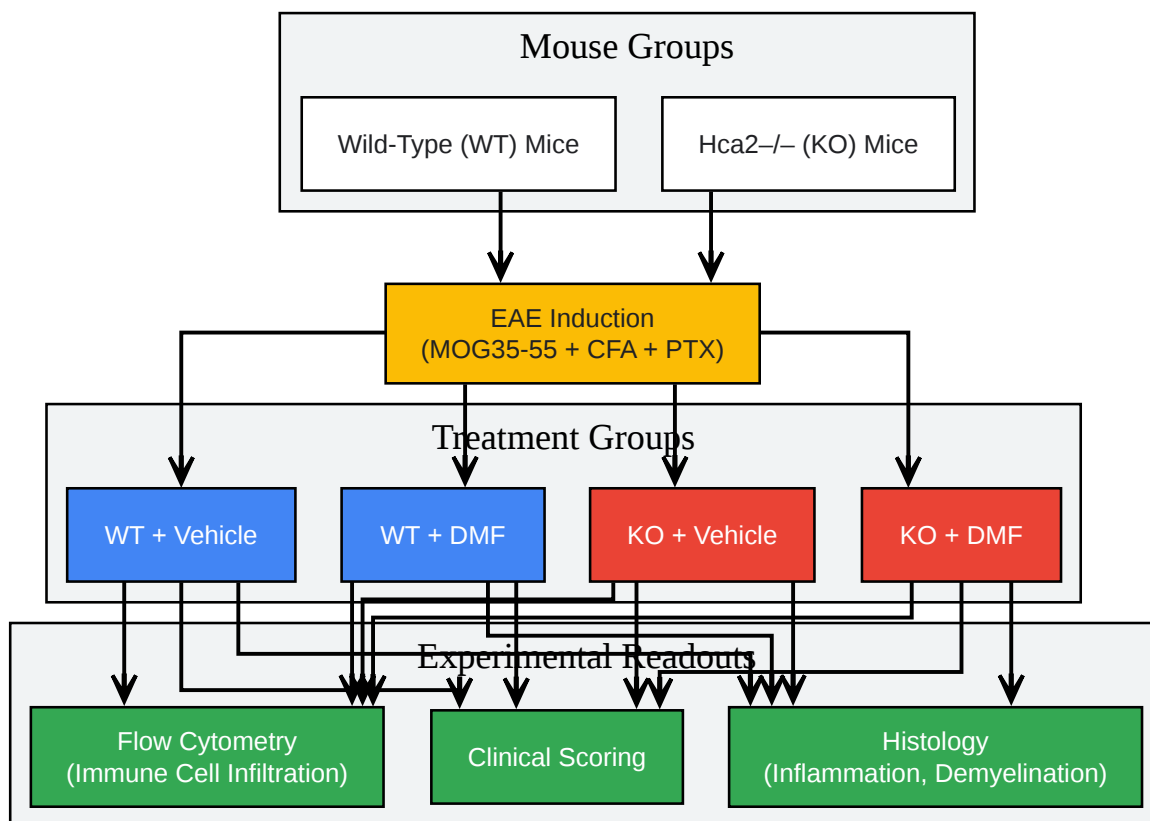 Mouse Groups
Wild-Type (WT) Mice
Hca2–/– (KO) Mice
EAE Induction
(MOG35-55 + CFA + PTX)
Treatment Groups
WT + Vehicle
WT + DMF
KO + Vehicle
KO + DMF
Experimental Readouts
Flow Cytometry
(Immune Cell Infiltration)
Clinical Scoring
Histology
(Inflammation, Demyelination)